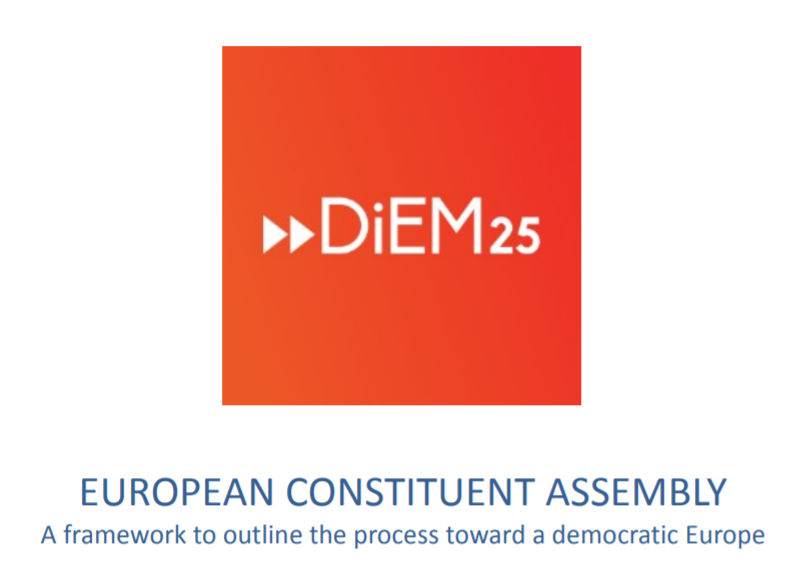 DiEM25
EUROPEAN CONSTITUENT ASSEMBLY
A framework to outline the process toward a democratic Europe